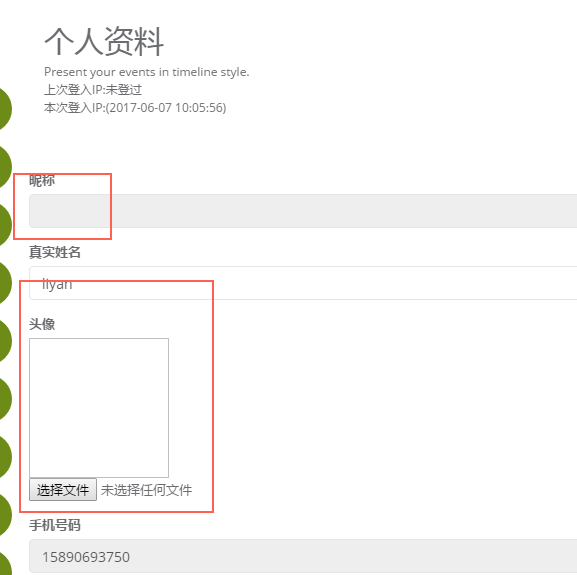 个人资料
Present your events in timeline style.
上次登入IP:未登过
本次登入IP:(2017-06-07 10:05:56)
昵称
真实姓名
liyan
头像
选择文件 未选择任何文件
手机号码
15890693750